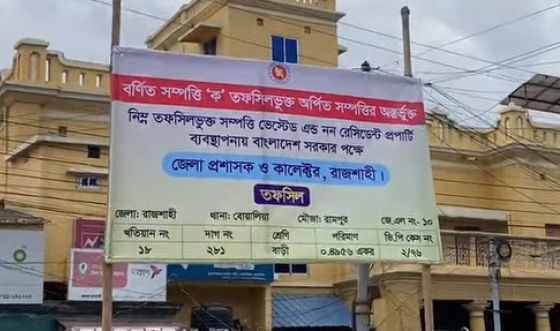 বর্ণিত সম্পত্তি ‘ক’ তফসিলভুক্ত অর্পিত সম্পত্তির অন্তর্ভুক্ত
নিম্ন তফসিলভুক্ত সম্পত্তি ভেস্টেড এন্ড নন রেসিডেন্ট প্রপার্টি
ব্যবস্থাপনায় বাংলাদেশ সরকার পক্ষে
জেলা প্রশাসক ও কালেক্টর, রাজশাহী।
তফসিল
জেলা: রাজশাহী থানা: বোয়ালিয়া মৌজা: রামপুর জে,এল নং- ১০
খতিয়ান নং দাগ নং শ্রেণি পরিমাণ ভি.পি কেস নং
১৮ ২৮১ বাড়ী ০.৪৯৫৬ একর ২/৭৬